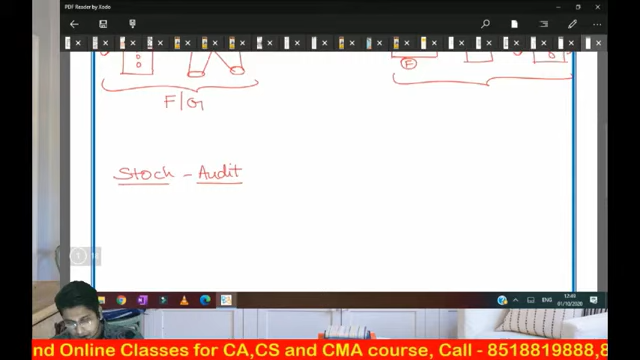 PDF Reader by Xodo
F
F/G
Stock - Audit
ENG
12:49
01/10/2020
nd Online Classes for CA,CS and CMA course, Call - 8518819888,8